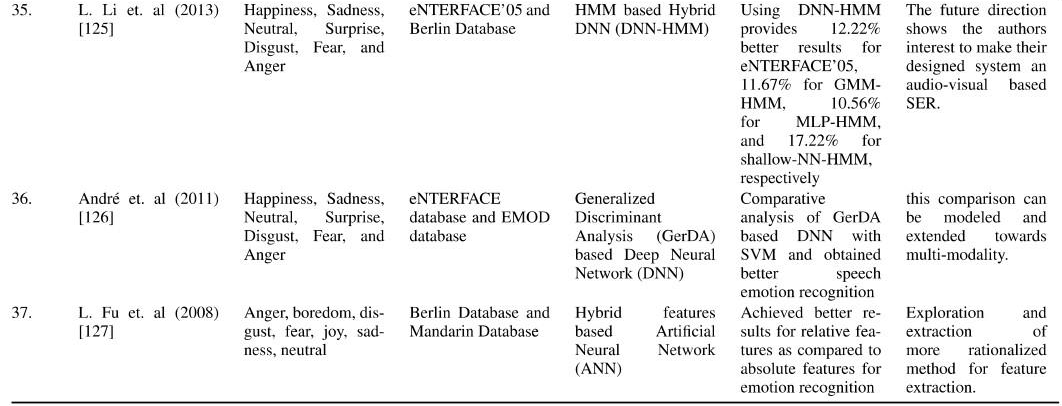 35.
L. Li et. al (2013)
[125]
Happiness, Sadness,
Neutral, Surprise,
Disgust, Fear, and
Anger
eNTERFACE'05 and
Berlin Database
HMM based Hybrid
DNN (DNN-HMM)
Using DNN-HMM
provides 12.22%
better results for
eNTERFACE'05,
11.67% for GMM-
HMM, 10.56%
for MLP-HMM,
and 17.22% for
shallow-NN-HMM,
respectively
The future direction
shows the authors
interest to make their
designed system an
audio-visual based
SER.
36.
André et. al (2011)
[126]
Happiness, Sadness,
Neutral, Surprise,
Disgust, Fear, and
Anger
eNTERFACE
database and EMOD
database
Generalized
Discriminant
Analysis (GerDA)
based Deep Neural
Network (DNN)
Comparative
analysis of GerDA
based DNN with
SVM and obtained
better speech
emotion recognition
this comparison can
be modeled and
extended towards
multi-modality.
37.
L. Fu et. al (2008)
[127]
Anger, boredom, dis-
gust, fear, joy, sad-
ness, neutral
Berlin Database and
Mandarin Database
Hybrid features
based Artificial
Neural Network
(ANN)
Achieved better re-
sults for relative fea-
tures as compared to
absolute features for
emotion recognition
Exploration and
extraction of
more rationalized
method for feature
extraction.